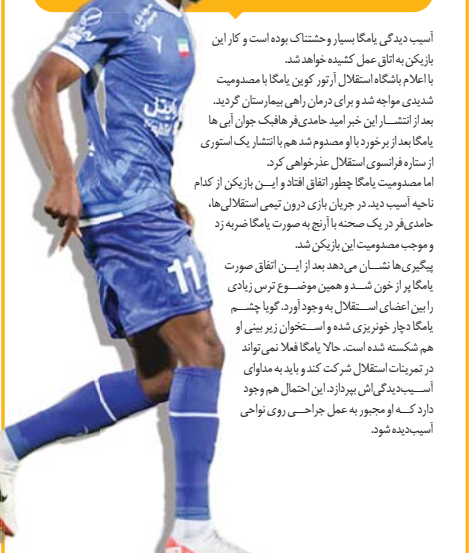 آسیب دیدگی یامگا بسیار وحشتناک بوده است و کار این
بازیکن به اتاق عمل کشیده خواهد شد.
با اعلام باشگاه استقلال آرتور کوین یامگا با مصدومیت
شدیدی مواجه شد و برای درمان راهی بیمارستان گردید.
بعد از انتشار این خبر امید حامدی‌فر هافبک جوان آبی ها
یامگا بعد از برخورد با او مصدوم شد هم با انتشار یک استوری
از ستاره فرانسوی استقلال عذرخواهی کرد.
اما مصدومیت یامگا چطور اتفاق افتاد و این بازیکن از کدام
ناحیه آسیب دید. در جریان بازی درون تیمی استقلالی‌ها،
حامدی‌فر در یک صحنه با آرنج به صورت یامگا ضربه زد
و موجب مصدومیت این بازیکن شد.
پیگیری‌ها نشان می‌دهد بعد از این اتفاق صورت
یامگا پر از خون شد و همین موضوع ترس زیادی
را بین اعضای استقلال به وجود آورد. گویا چشم
یامگا دچار خونریزی شده و استخوان زیر بینی او
هم شکسته شده است. حالا یامگا فعلا نمی‌تواند
در تمرینات استقلال شرکت کند و باید به مداوای
آسیب‌دیدگی‌اش بپردازد. این احتمال هم وجود
دارد که او مجبور به عمل جراحی روی نواحی
آسیب‌دیده شود.
11